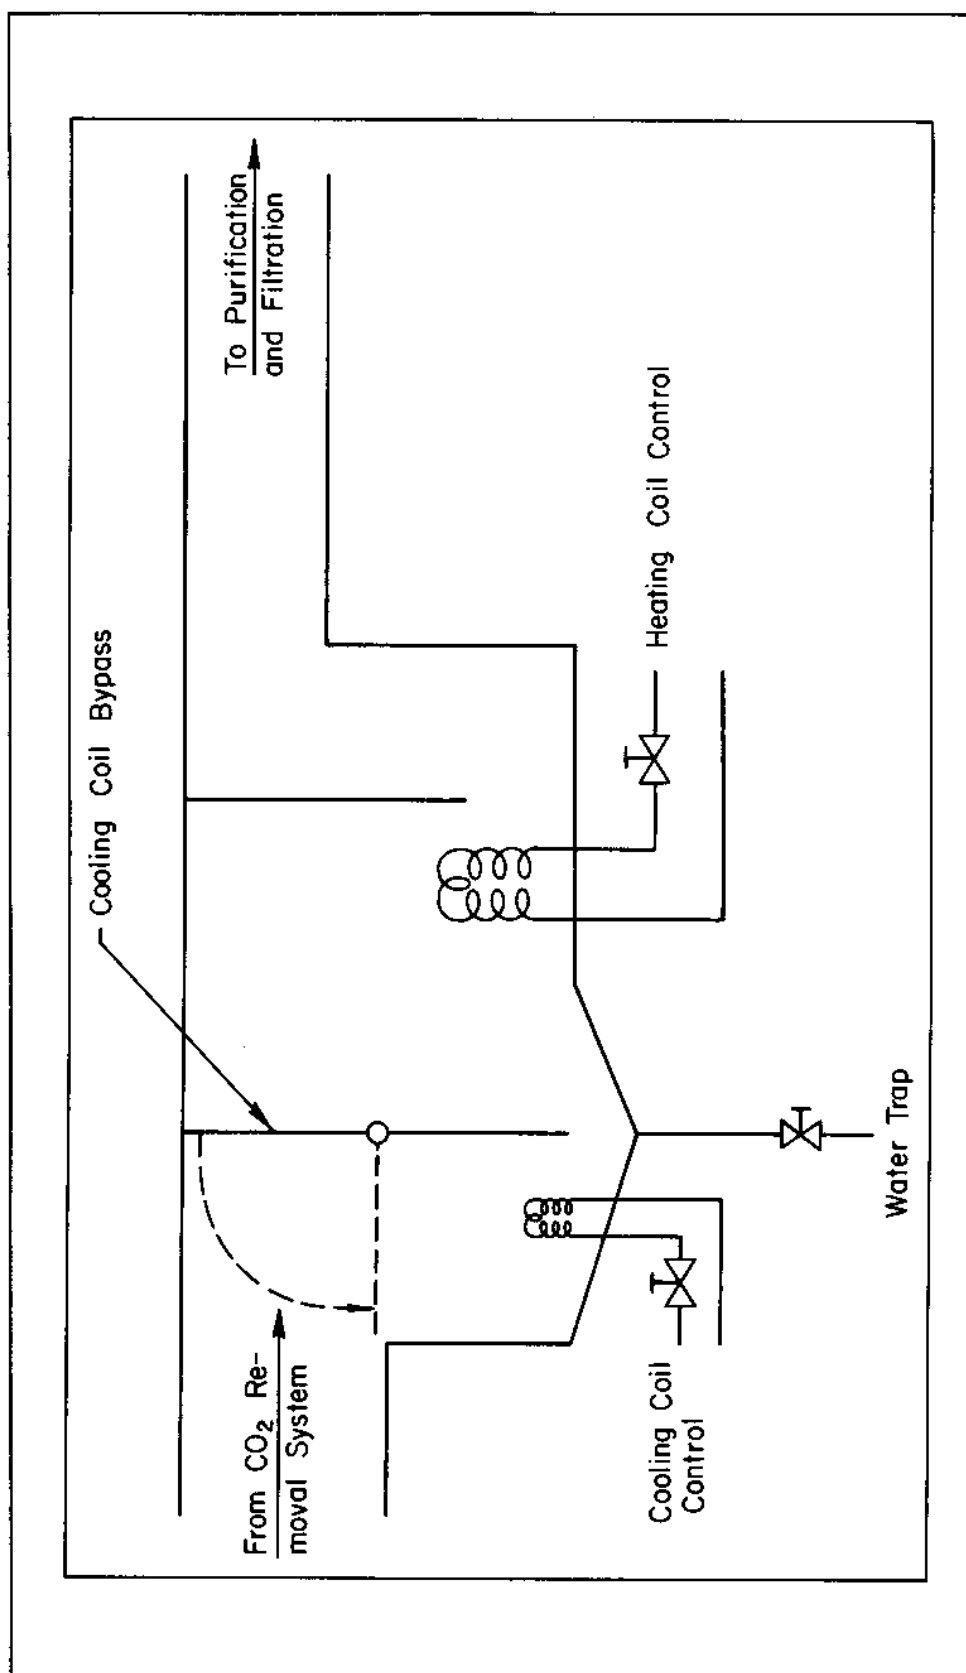 Cooling Coil Bypass
From CO₂ Re-
moval System
To Purification
and Filtration
Cooling Coil
Control
Heating Coil Control
Water Trap